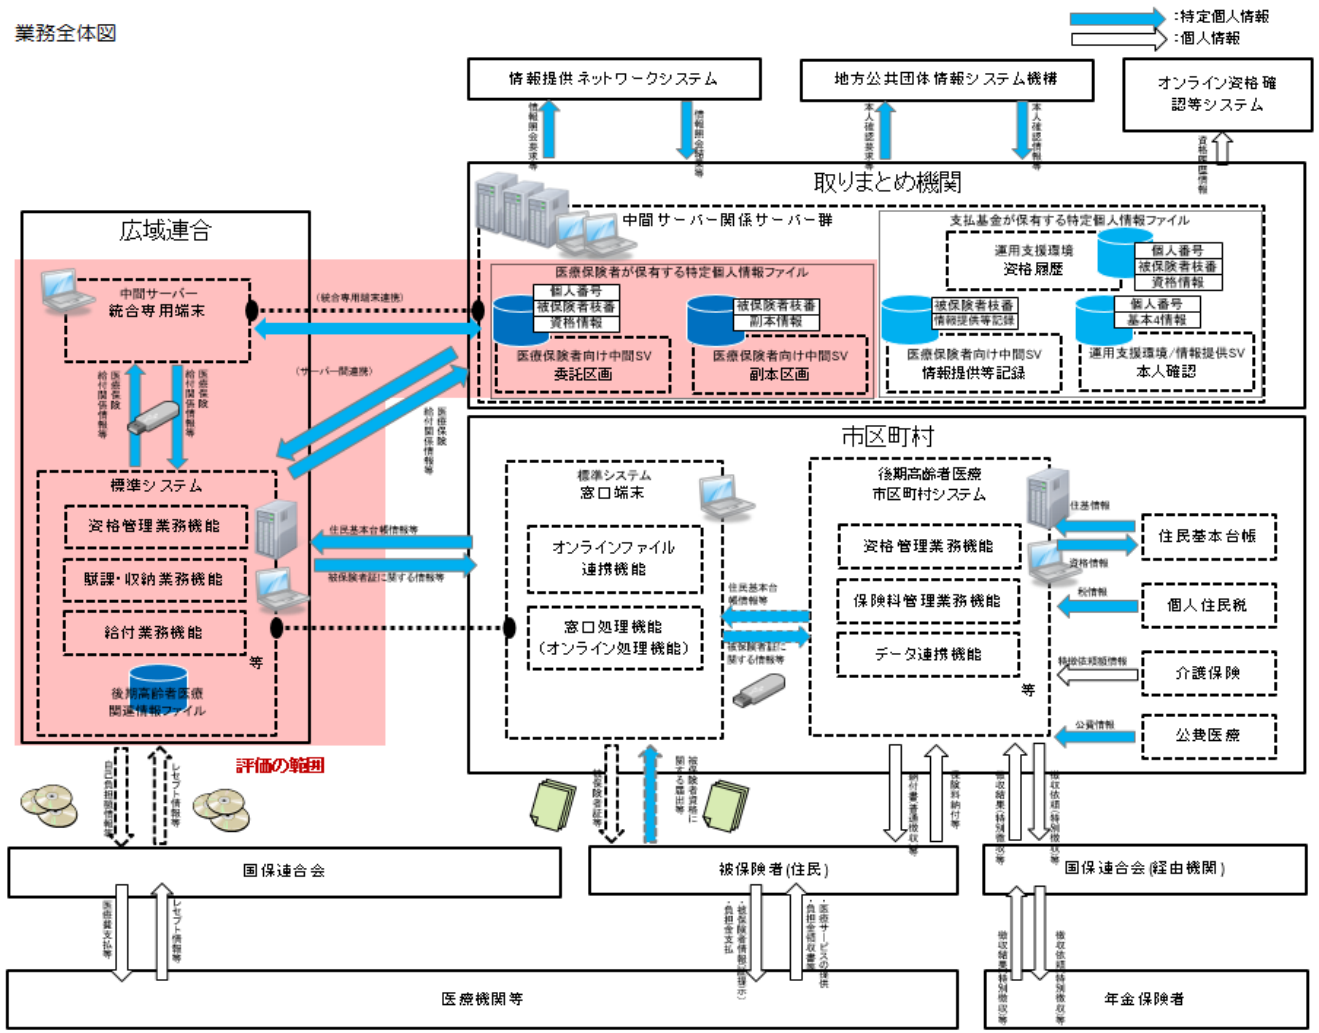 業務全体図
:特定個人情報
:個人情報
情報提供ネットワークシステム
地方公共団体情報システム機構
オンライン資格確
認等システム
情報照会要求等
情報照会結果等
本人確認要求等
本人確認情報等
資格履歴情報
取りまとめ機関
中間サーバー関係サーバー群
支払基金が保有する特定個人情報ファイル
運用支援環境
資格履歴
個人番号
被保険者枝番
資格情報
医療保険者が保有する特定個人情報ファイル
個人番号
被保険者枝番
資格情報
医療保険者向け中間SV
委託区画
被保険者枝番
副本情報
医療保険者向け中間SV
副本区画
被保険者枝番
情報提供等記録
医療保険者向け中間SV
情報提供等記録
個人番号
基本4情報
運用支援環境/情報提供SV
本人確認
広域連合
中間サーバー
統合専用端末
(統合専用端末連携)
(サーバー間連携)
医療保険
給付関係情報等
医療保険
給付関係情報等
医療保険
給付関係情報等
標準システム
資格管理業務機能
賦課・収納業務機能
給付業務機能
等
後期高齢者医療
関連情報ファイル
評価の範囲
住民基本台帳情報等
被保険者証に関する情報等
市区町村
標準システム
窓口端末
オンラインファイル
連携機能
窓口処理機能
(オンライン処理機能)
住民基本台
帳情報等
被保険者証に
関する情報等
後期高齢者医療
市区町村システム
資格管理業務機能
保険料管理業務機能
データ連携機能
等
住基情報
資格情報
税情報
特徴依頼額情報
公費情報
住民基本台帳
個人住民税
介護保険
公費医療
自己負担額情報等
レセプト情報等
被保険者証等
被保険者資格に
関する届出等
納付書(普通徴収)等
保険料納付等
徴収結果(特別徴収)等
徴収依頼(特別徴収)等
国保連合会
被保険者(住民)
国保連合会(経由機関)
医療費支払等
レセプト情報等
・被保険者情報(証提示)
・負担金支払
・医療サービスの提供
・負担金領収書等
徴収結果(特別徴収)等
徴収依頼(特別徴収)等
医療機関等
年金保険者